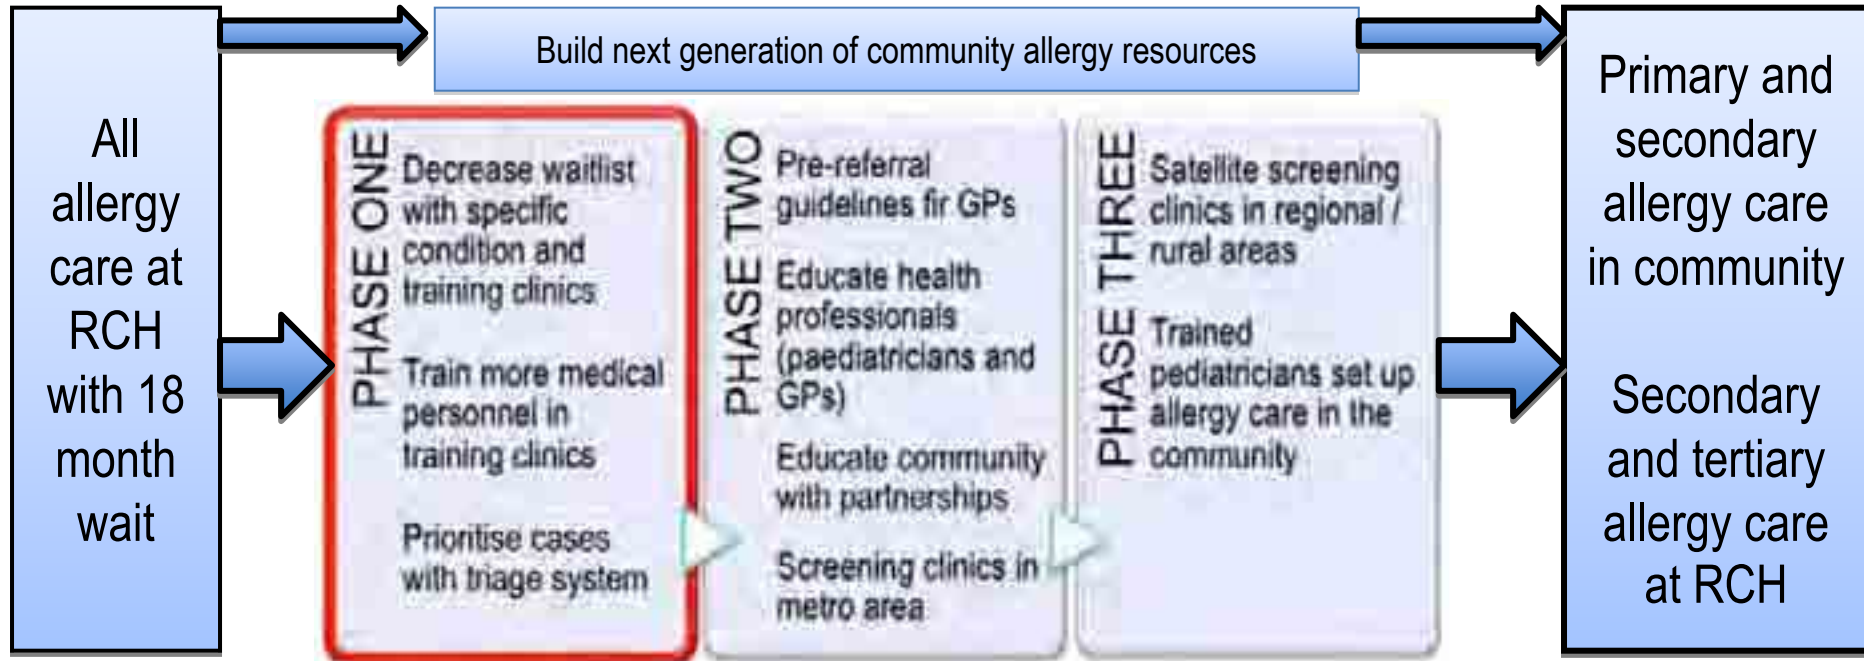 All
allergy
care at
RCH
with 18
month
wait
Build next generation of community allergy resources
PHASE ONE
Decrease waitlist
with specific
condition and
training clinics
Train more medical
personnel in
training clinics
Prioritise cases
with triage system
PHASE TWO
Pre-referral
guidelines fir GPs
Educate health
professionals
(paediatricians and
GPs)
Educate community
with partnerships
Screening clinics in
metro area
PHASE THREE
Satellite screening
clinics in regional /
rural areas
Trained
pediatricians set up
allergy care in the
community
Primary and
secondary
allergy care
in community
Secondary
and tertiary
allergy care
at RCH